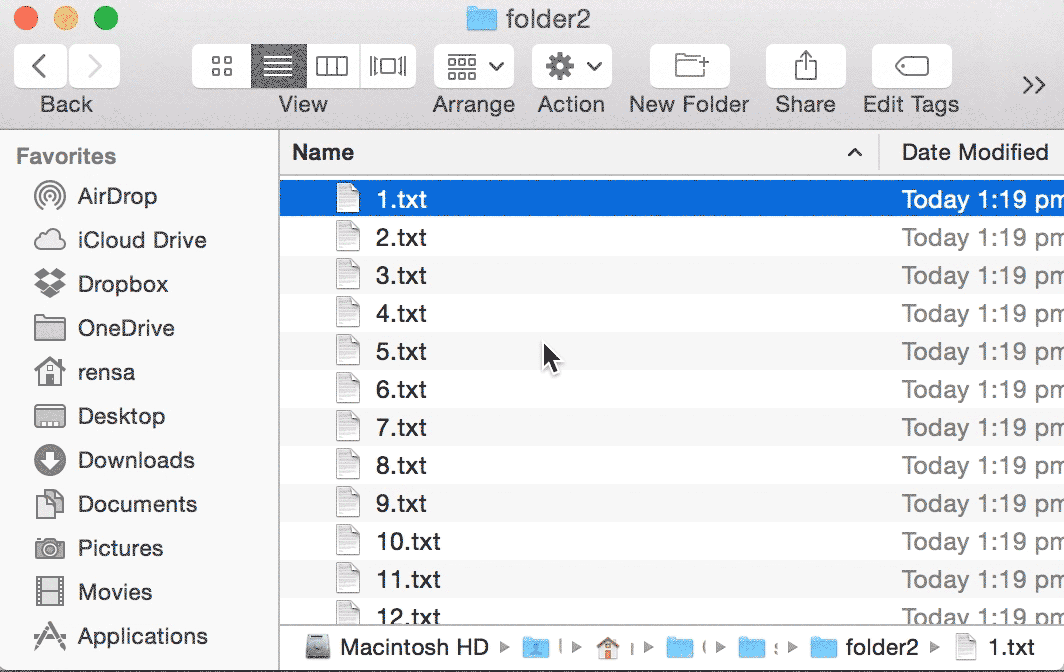 folder2
Back View Arrange Action New Folder Share Edit Tags
Favorites
AirDrop
iCloud Drive
Dropbox
OneDrive
rensa
Desktop
Downloads
Documents
Pictures
Movies
Applications
Name Date Modified
1.txt Today 1:19 pm
2.txt Today 1:19 pm
3.txt Today 1:19 pm
4.txt Today 1:19 pm
5.txt Today 1:19 pm
6.txt Today 1:19 pm
7.txt Today 1:19 pm
8.txt Today 1:19 pm
9.txt Today 1:19 pm
10.txt Today 1:19 pm
11.txt Today 1:19 pm
12.txt Today 1:19 pm
Macintosh HD folder2 1.txt